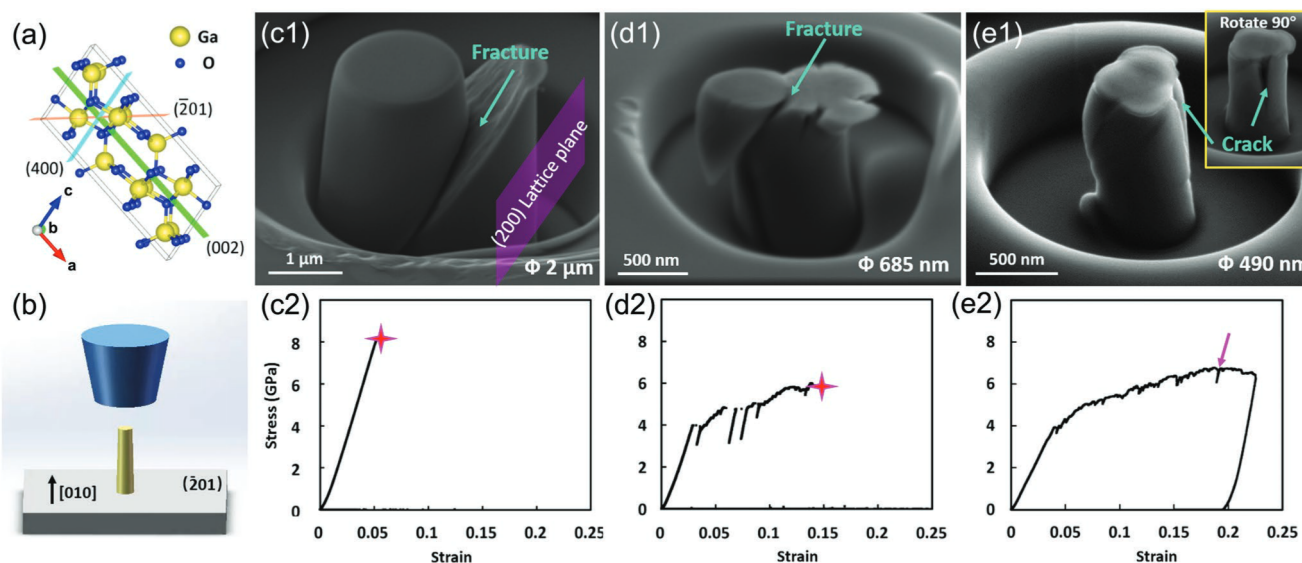 (a)
Ga
O
(2̅01)
(400)
c
b
a
(002)
(c1)
Fracture
(200) Lattice plane
1 μm
Φ 2 μm
(d1)
Fracture
500 nm
Φ 685 nm
(e1)
Rotate 90°
Crack
500 nm
Φ 490 nm
(b)
[010]
(2̅01)
(c2)
8
6
4
2
0
0
0.05
0.1
0.15
0.2
0.25
Stress (GPa)
Strain
(d2)
8
6
4
2
0
0
0.05
0.1
0.15
0.2
0.25
Stress (GPa)
Strain
(e2)
8
6
4
2
0
0
0.05
0.1
0.15
0.2
0.25
Strain